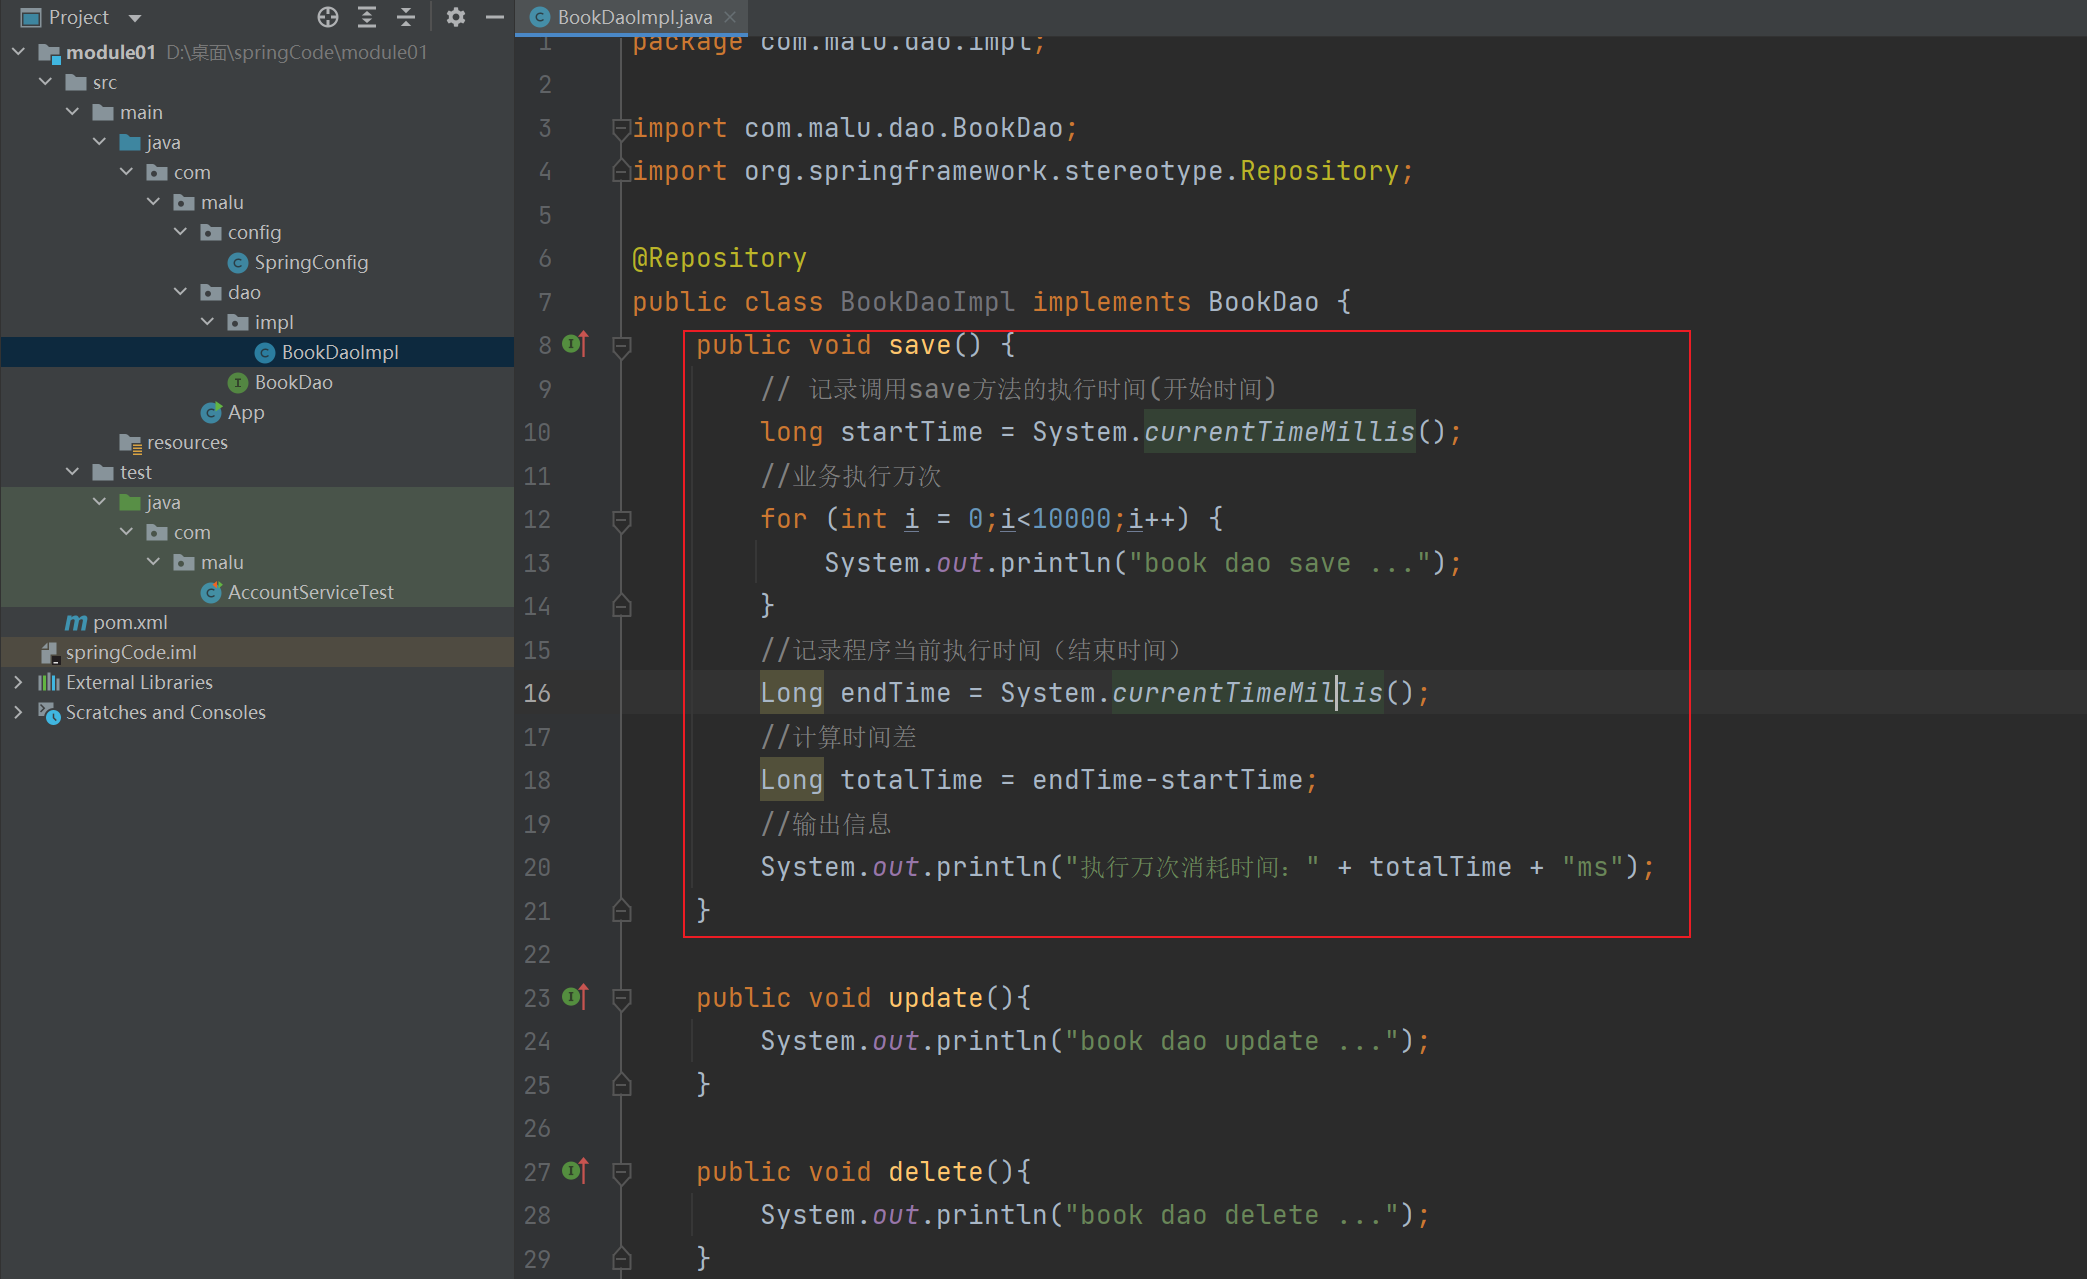 Project
module01 D:\桌面\springCode\module01
src
main
java
com
malu
config
SpringConfig
dao
impl
BookDaoImpl
BookDao
App
resources
test
java
com
malu
AccountServiceTest
pom.xml
springCode.iml
External Libraries
Scratches and Consoles
BookDaoImpl.java
1 package com.malu.dao.impl;
2
3 import com.malu.dao.BookDao;
4 import org.springframework.stereotype.Repository;
5
6 @Repository
7 public class BookDaoImpl implements BookDao {
8 public void save() {
9 // 记录调用save方法的执行时间(开始时间)
10 long startTime = System.currentTimeMillis();
11 //业务执行万次
12 for (int i = 0;i<10000;i++) {
13 System.out.println("book dao save ...");
14 }
15 //记录程序当前执行时间（结束时间）
16 Long endTime = System.currentTimeMillis();
17 //计算时间差
18 Long totalTime = endTime-startTime;
19 //输出信息
20 System.out.println("执行万次消耗时间：" + totalTime + "ms");
21 }
22
23 public void update(){
24 System.out.println("book dao update ...");
25 }
26
27 public void delete(){
28 System.out.println("book dao delete ...");
29 }